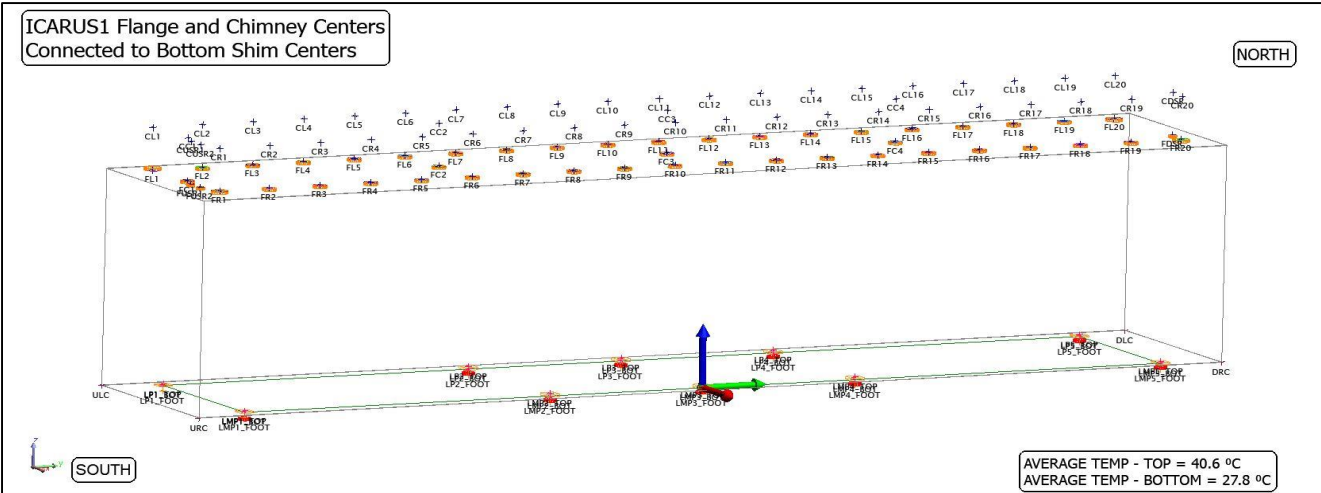 ICARUS1 Flange and Chimney Centers
Connected to Bottom Shim Centers
NORTH
CL1 CL2 CL3 CL4 CL5 CL6 CL7 CL8 CL9 CL10 CL11 CL12 CL13 CL14 CL15 CL16 CL17 CL18 CL19 CL20
CR1 CR2 CR3 CR4 CR5 CC2 CR6 CR7 CR8 CR9 CC3 CR10 CR11 CR12 CR13 CR14 CC4 CR15 CR16 CR17 CR18 CR19 CR20
FL1 FL2 FL3 FL4 FL5 FL6 FL7 FL8 FL9 FL10 FL11 FL12 FL13 FL14 FL15 FL16 FL17 FL18 FL19 FL20
FR1 FR2 FR3 FR4 FR5 FC2 FR6 FR7 FR8 FR9 FC3 FR10 FR11 FR12 FR13 FR14 FC4 FR15 FR16 FR17 FR18 FR19 FR20
ULC
URC
DLC
DRC
LP1_FOOT
LP2_FOOT
LP3_FOOT
LP4_FOOT
LP5_FOOT
LMP1_FOOT
LMP2_FOOT
LMP3_FOOT
LMP4_FOOT
LMP5_FOOT
z
y
SOUTH
AVERAGE TEMP - TOP = 40.6 ºC
AVERAGE TEMP - BOTTOM = 27.8 ºC